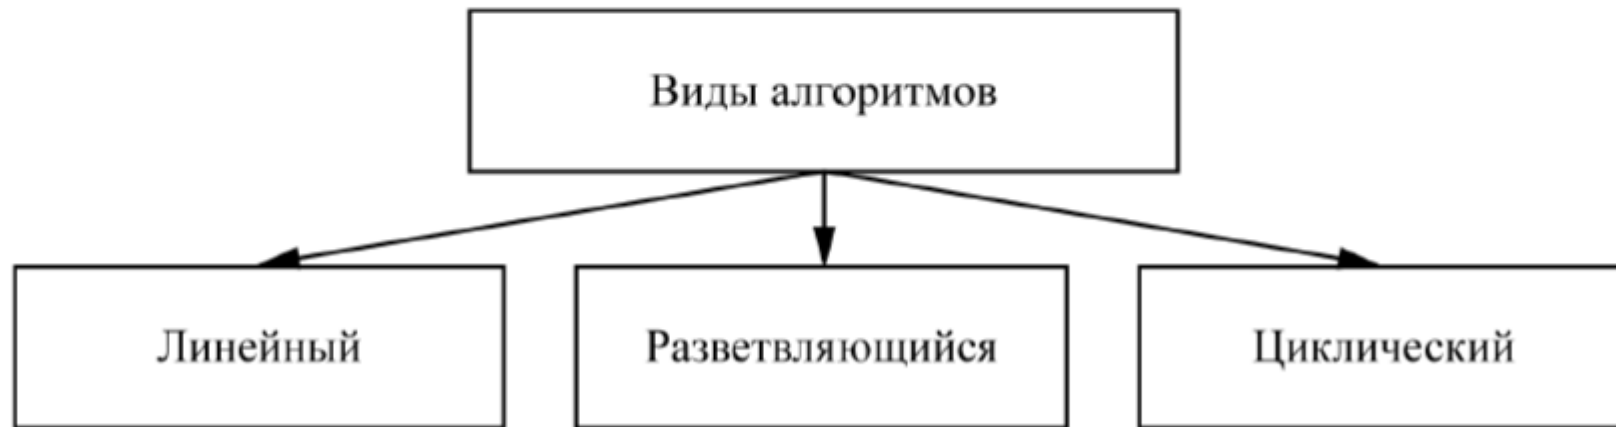 Виды алгоритмов
Линейный
Разветвляющийся
Циклический